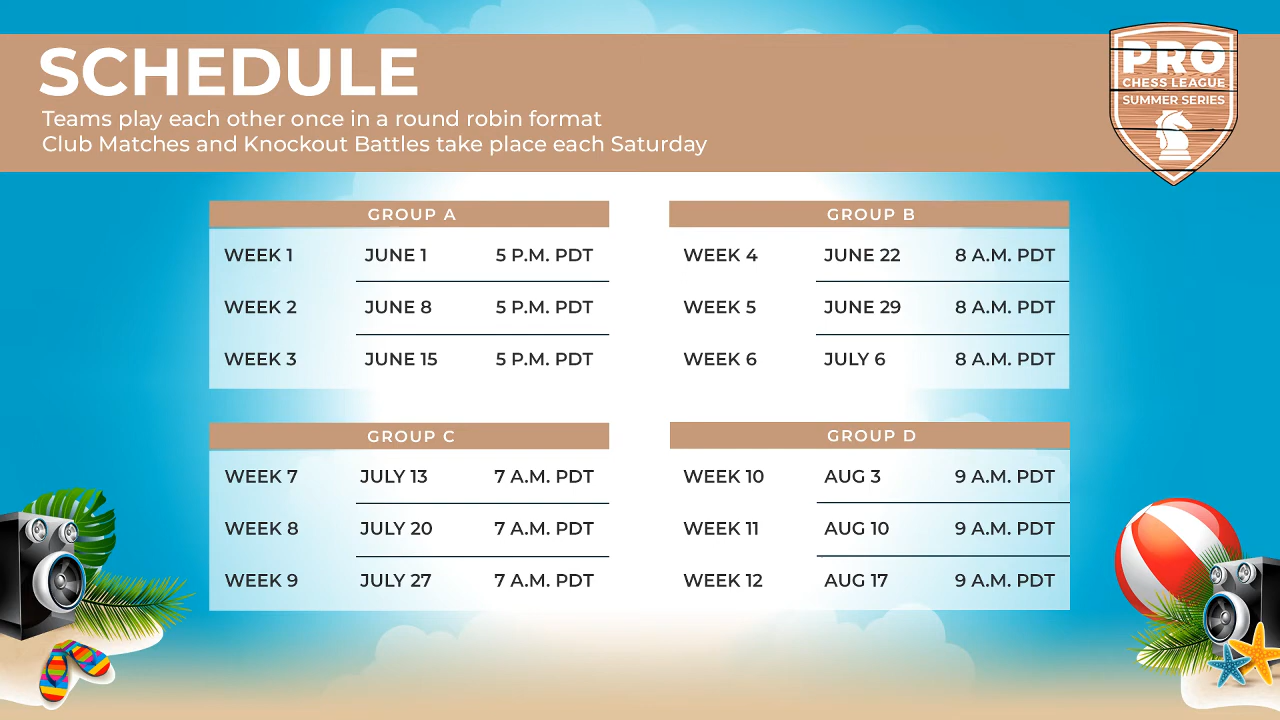 SCHEDULE
Teams play each other once in a round robin format
Club Matches and Knockout Battles take place each Saturday
PRO
CHESS LEAGUE
SUMMER SERIES
GROUP A
WEEK 1 JUNE 1 5 P.M. PDT
WEEK 2 JUNE 8 5 P.M. PDT
WEEK 3 JUNE 15 5 P.M. PDT
GROUP B
WEEK 4 JUNE 22 8 A.M. PDT
WEEK 5 JUNE 29 8 A.M. PDT
WEEK 6 JULY 6 8 A.M. PDT
GROUP C
WEEK 7 JULY 13 7 A.M. PDT
WEEK 8 JULY 20 7 A.M. PDT
WEEK 9 JULY 27 7 A.M. PDT
GROUP D
WEEK 10 AUG 3 9 A.M. PDT
WEEK 11 AUG 10 9 A.M. PDT
WEEK 12 AUG 17 9 A.M. PDT